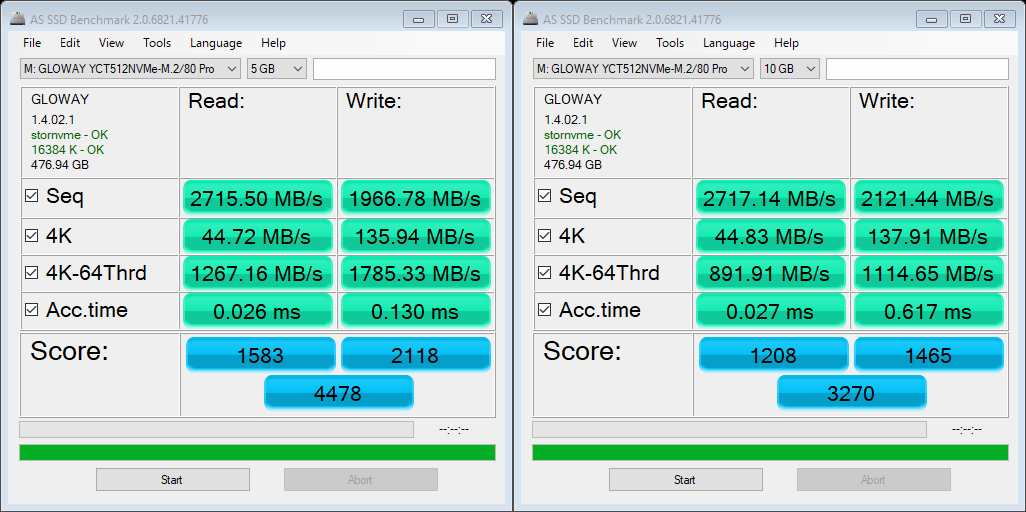 AS SSD Benchmark 2.0.6821.41776
File Edit View Tools Language Help
M: GLOWAY YCT512NVMe-M.2/80 Pro 5 GB
GLOWAY
1.4.02.1
stornvme - OK
16384 K - OK
476.94 GB
Read: Write:
Seq 2715.50 MB/s 1966.78 MB/s
4K 44.72 MB/s 135.94 MB/s
4K-64Thrd 1267.16 MB/s 1785.33 MB/s
Acc.time 0.026 ms 0.130 ms
Score: 1583 2118
4478
--:--:--
Start Abort
AS SSD Benchmark 2.0.6821.41776
File Edit View Tools Language Help
M: GLOWAY YCT512NVMe-M.2/80 Pro 10 GB
GLOWAY
1.4.02.1
stornvme - OK
16384 K - OK
476.94 GB
Read: Write:
Seq 2717.14 MB/s 2121.44 MB/s
4K 44.83 MB/s 137.91 MB/s
4K-64Thrd 891.91 MB/s 1114.65 MB/s
Acc.time 0.027 ms 0.617 ms
Score: 1208 1465
3270
--:--:--
Start Abort